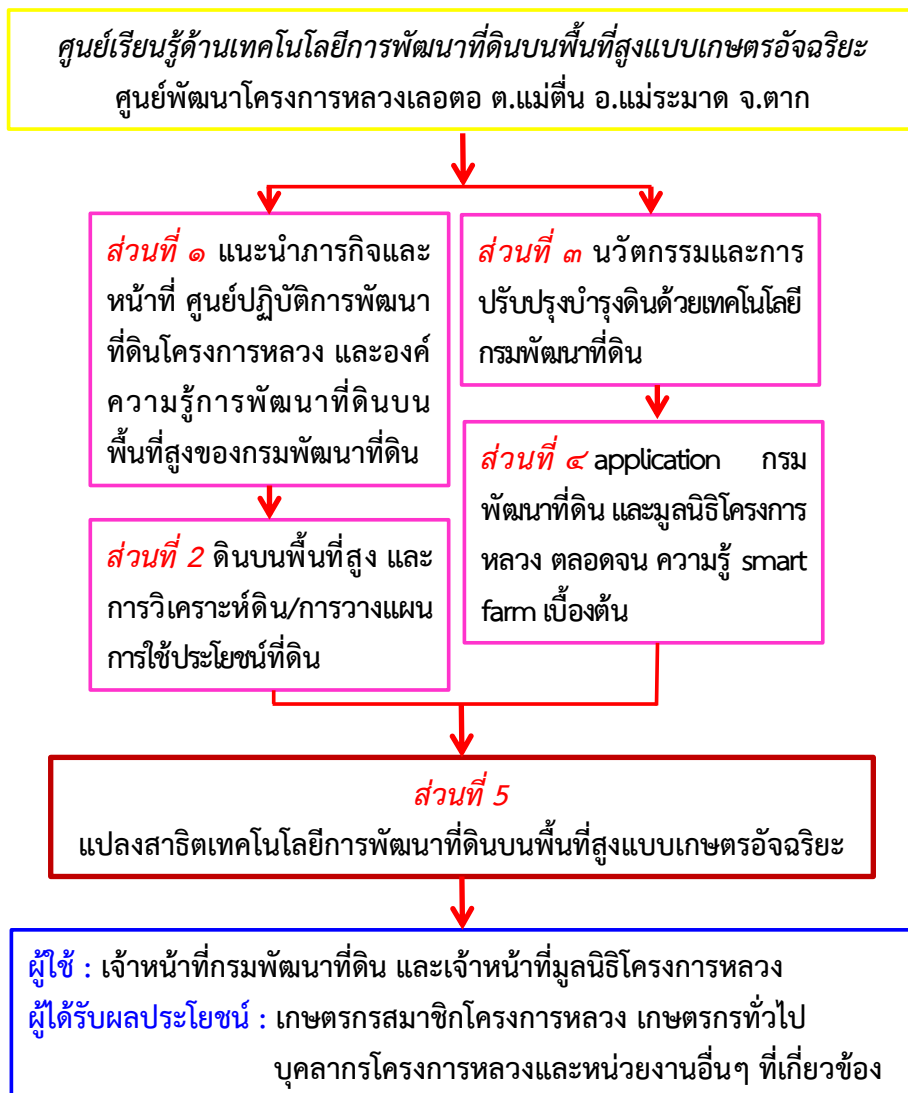 ศูนย์เรียนรู้ด้านเทคโนโลยีการพัฒนาที่ดินบนพื้นที่สูงแบบเกษตรอัจฉริยะ
ศูนย์พัฒนาโครงการหลวงเลอตอ ต.แม่ตื่น อ.แม่ระมาด จ.ตาก
ส่วนที่ ๑ แนะนำภารกิจและ
หน้าที่ ศูนย์ปฏิบัติการพัฒนา
ที่ดินโครงการหลวง และองค์
ความรู้การพัฒนาที่ดินบน
พื้นที่สูงของกรมพัฒนาที่ดิน
ส่วนที่ 2 ดินบนพื้นที่สูง และ
การวิเคราะห์ดิน/การวางแผน
การใช้ประโยชน์ที่ดิน
ส่วนที่ ๓ นวัตกรรมและการ
ปรับปรุงบำรุงดินด้วยเทคโนโลยี
กรมพัฒนาที่ดิน
ส่วนที่ ๔ application กรม
พัฒนาที่ดิน และมูลนิธิโครงการ
หลวง ตลอดจน ความรู้ smart
farm เบื้องต้น
ส่วนที่ 5
แปลงสาธิตเทคโนโลยีการพัฒนาที่ดินบนพื้นที่สูงแบบเกษตรอัจฉริยะ
ผู้ใช้ : เจ้าหน้าที่กรมพัฒนาที่ดิน และเจ้าหน้าที่มูลนิธิโครงการหลวง
ผู้ได้รับผลประโยชน์ : เกษตรกรสมาชิกโครงการหลวง เกษตรกรทั่วไป
บุคลากรโครงการหลวงและหน่วยงานอื่นๆ ที่เกี่ยวข้อง